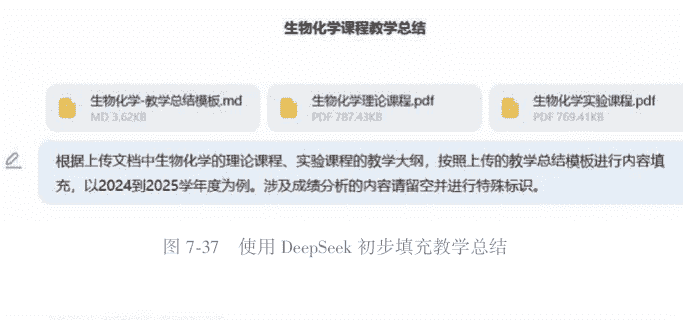 生物化学课程教学总结
生物化学-教学总结模板.md
MD 3.62KB
生物化学理论课程.pdf
PDF 787.43KB
生物化学实验课程.pdf
PDF 769.41KB
根据上传文档中生物化学的理论课程、实验课程的教学大纲，按照上传的教学总结模板进行内容填
充，以2024到2025学年度为例。涉及成绩分析的内容请留空并进行特殊标识。
图 7-37 使用 DeepSeek 初步填充教学总结